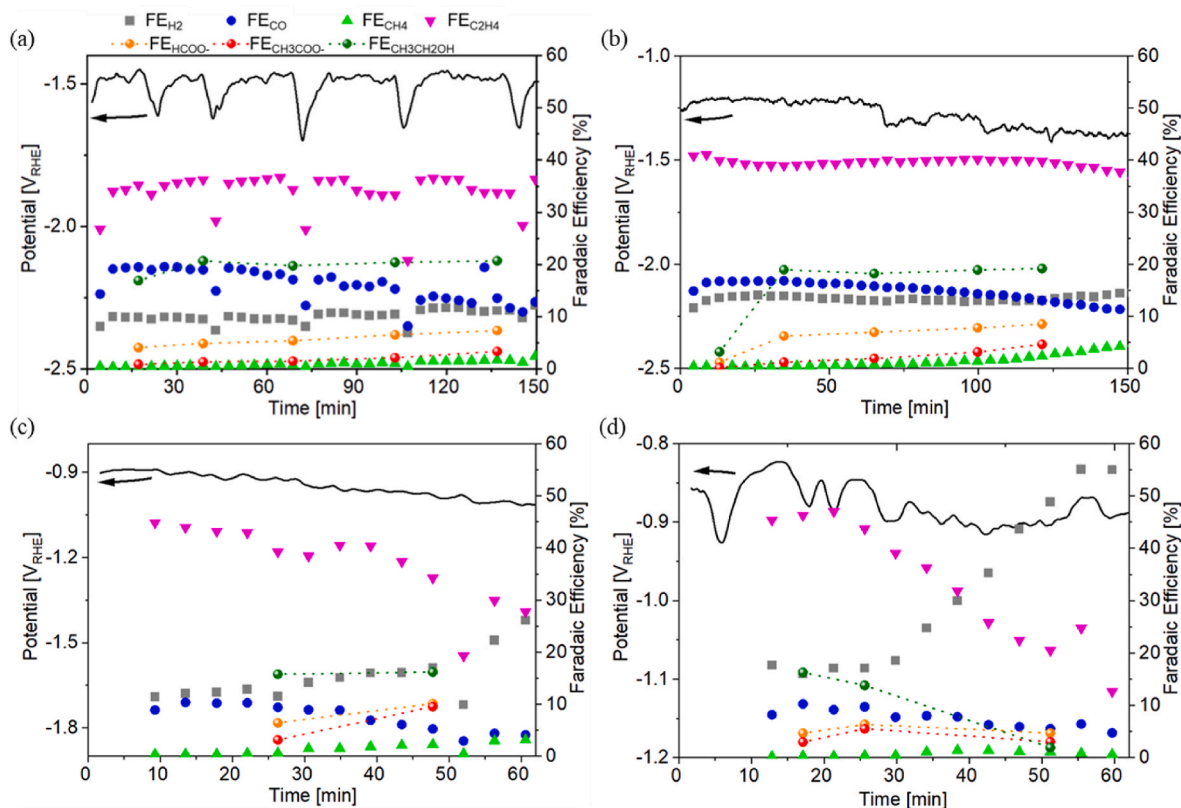 FE_H2 FE_CO FE_CH4 FE_C2H4
FE_HCOO- FE_CH3COO- FE_CH3CH2OH
(a)
Potential [V_RHE]
-1.5
-2.0
-2.5
0 30 60 90 120 150
Time [min]
60
50
40
30
20
10
0
Faradaic Efficiency [%]
(b)
Potential [V_RHE]
-1.0
-1.5
-2.0
-2.5
0 50 100 150
Time [min]
60
50
40
30
20
10
0
Faradaic Efficiency [%]
(c)
Potential [V_RHE]
-0.9
-1.2
-1.5
-1.8
0 10 20 30 40 50 60
Time [min]
60
50
40
30
20
10
0
Faradaic Efficiency [%]
(d)
Potential [V_RHE]
-0.8
-0.9
-1.0
-1.1
-1.2
0 10 20 30 40 50 60
Time [min]
60
50
40
30
20
10
0
Faradaic Efficiency [%]